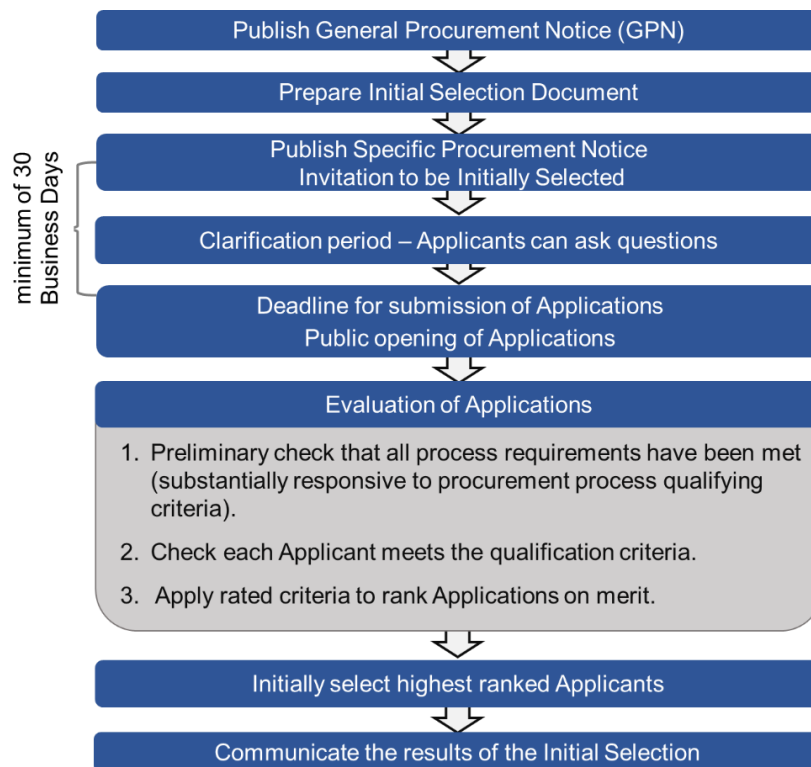 Publish General Procurement Notice (GPN)
Prepare Initial Selection Document
minimum of 30
Business Days
Publish Specific Procurement Notice
Invitation to be Initially Selected
Clarification period – Applicants can ask questions
Deadline for submission of Applications
Public opening of Applications
Evaluation of Applications
1. Preliminary check that all process requirements have been met
(substantially responsive to procurement process qualifying
criteria).
2. Check each Applicant meets the qualification criteria.
3. Apply rated criteria to rank Applications on merit.
Initially select highest ranked Applicants
Communicate the results of the Initial Selection